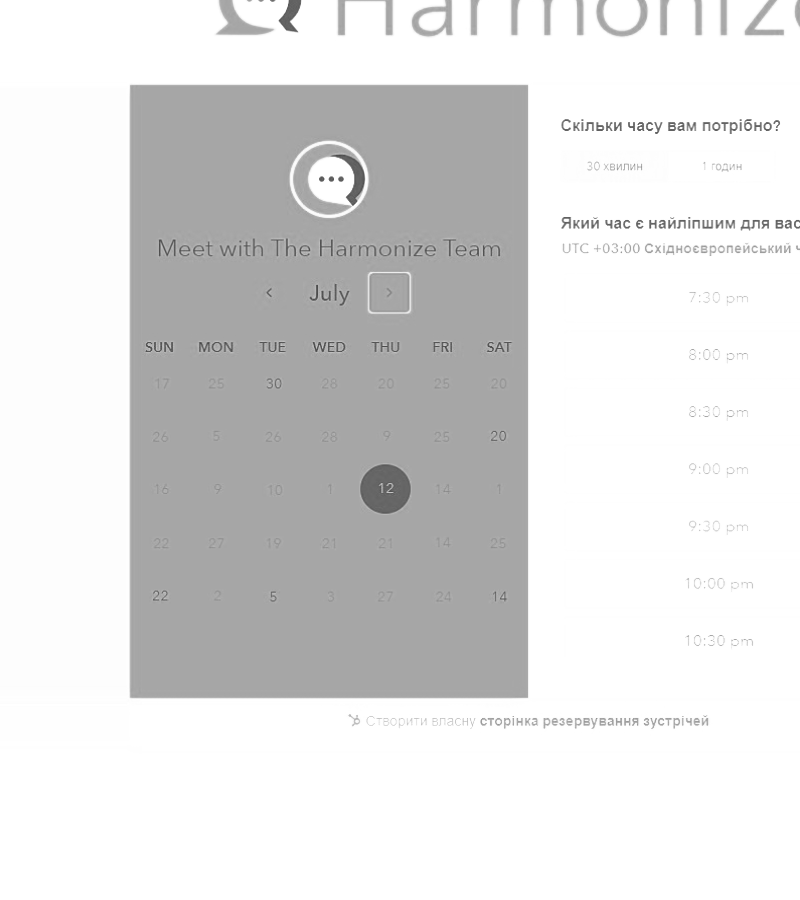 Harmonize
Meet with The Harmonize Team
July
SUN MON TUE WED THU FRI SAT
17 25 30 28 20 25 20
26 5 26 28 9 25 20
16 9 10 1 12 14 1
22 27 19 21 21 14 25
22 2 5 3 27 24 14
Скільки часу вам потрібно?
30 хвилин 1 годин
Який час є найліпшим для вас
UTC +03:00 Східноєвропейський
7:30 pm
8:00 pm
8:30 pm
9:00 pm
9:30 pm
10:00 pm
10:30 pm
Створити власну сторінка резервування зустрічей